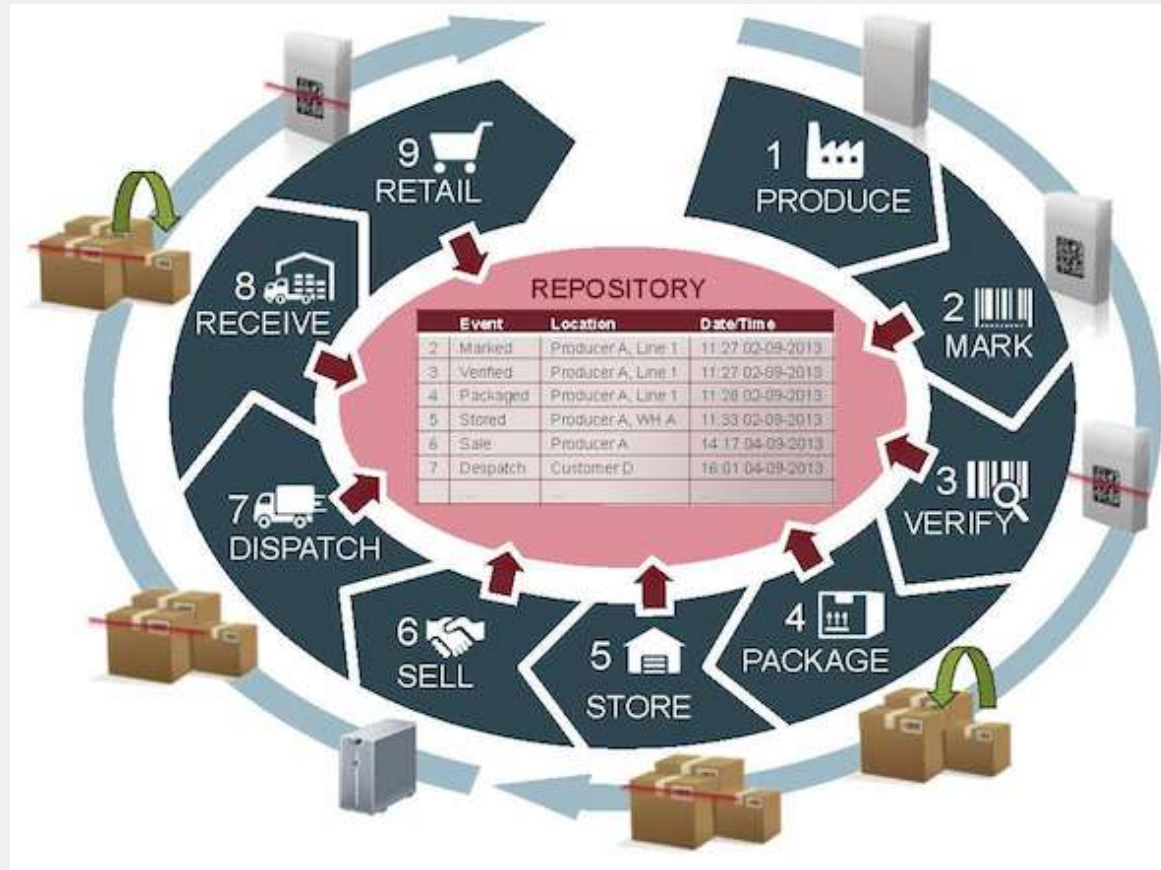 1
PRODUCE
2
MARK
3
VERIFY
4
PACKAGE
5
STORE
6
SELL
7
DISPATCH
8
RECEIVE
9
RETAIL
REPOSITORY
Event Location Date/Time
2 Marked Producer A, Line 1 11:27 02-09-2013
3 Verified Producer A, Line 1 11:27 02-09-2013
4 Packaged Producer A, Line 1 11:28 02-09-2013
5 Stored Producer A, WH A 11:33 02-09-2013
6 Sale Producer A 14:17 04-09-2013
7 Despatch Customer D 16:01 04-09-2013
... ...